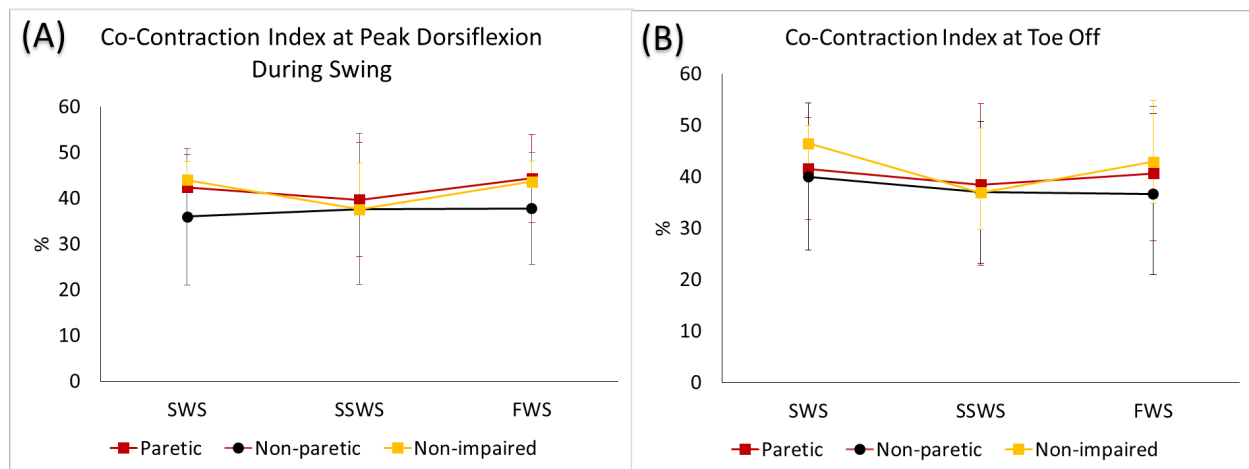 (A)
Co-Contraction Index at Peak Dorsiflexion
During Swing
60
50
40
30
20
10
0
%
SWS
SSWS
FWS
Paretic
Non-paretic
Non-impaired
(B)
Co-Contraction Index at Toe Off
60
50
40
30
20
10
0
%
SWS
SSWS
FWS
Paretic
Non-paretic
Non-impaired